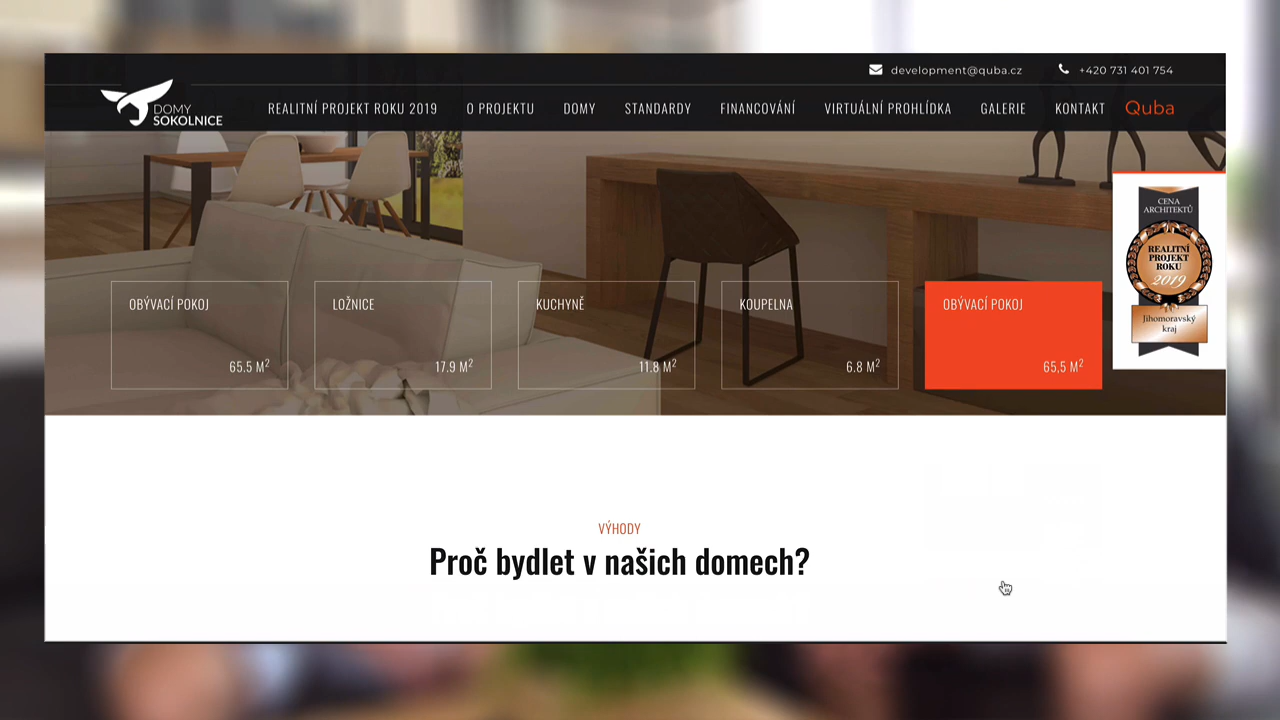 development@quba.cz
+420 731 401 754
DOMY
SOKOLNICE
REALITNÍ PROJEKT ROKU 2019
O PROJEKTU
DOMY
STANDARDY
FINANCOVÁNÍ
VIRTUÁLNÍ PROHLÍDKA
GALERIE
KONTAKT
Quba
CENA
ARCHITEKTŮ
REALITNÍ
PROJEKT
ROKU
2019
Jihomoravský
kraj
OBÝVACÍ POKOJ
65.5 M²
LOŽNICE
17.9 M²
KUCHYNĚ
11.8 M²
KOUPELNA
6.8 M²
OBÝVACÍ POKOJ
65,5 M²
VÝHODY
Proč bydlet v našich domech?